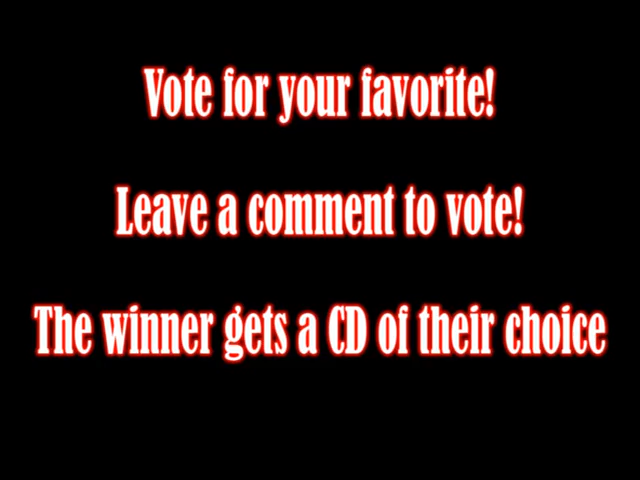 Vote for your favorite!
Leave a comment to vote!
The winner gets a CD of their choice